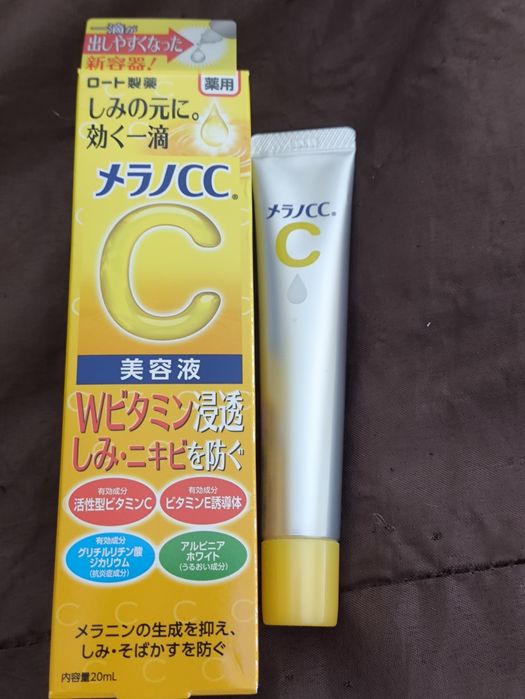 一滴が
出しやすくなった
新容器!
ロート製薬
薬用
しみの元に。
効く一滴
メラノCC®
C
美容液
Wビタミン浸透
しみ・ニキビを防ぐ
有効成分
活性型ビタミンC
有効成分
ビタミンE誘導体
有効成分
グリチルリチン酸
ジカリウム
(抗炎症成分)
アルピニア
ホワイト
(うるおい成分)
メラニンの生成を抑え、
しみ・そばかすを防ぐ
内容量20mL
メラノCC®
C